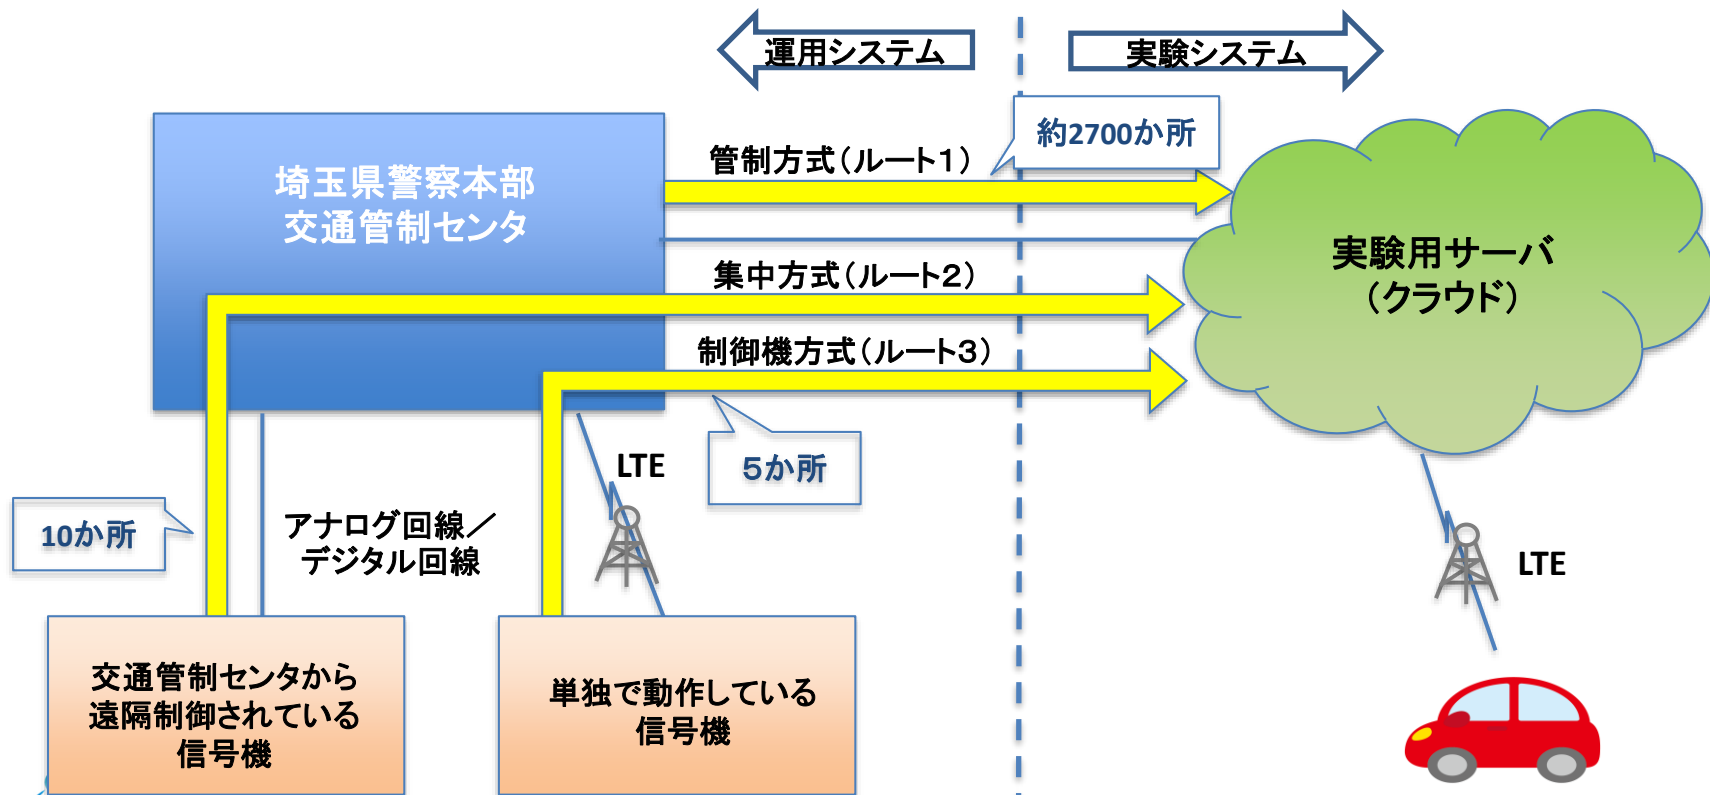 運用システム
実験システム
約2700か所
管制方式（ルート1）
埼玉県警察本部
交通管制センタ
集中方式（ルート2）
実験用サーバ
（クラウド）
制御機方式（ルート3）
5か所
LTE
10か所
アナログ回線／
デジタル回線
LTE
交通管制センタから
遠隔制御されている
信号機
単独で動作している
信号機